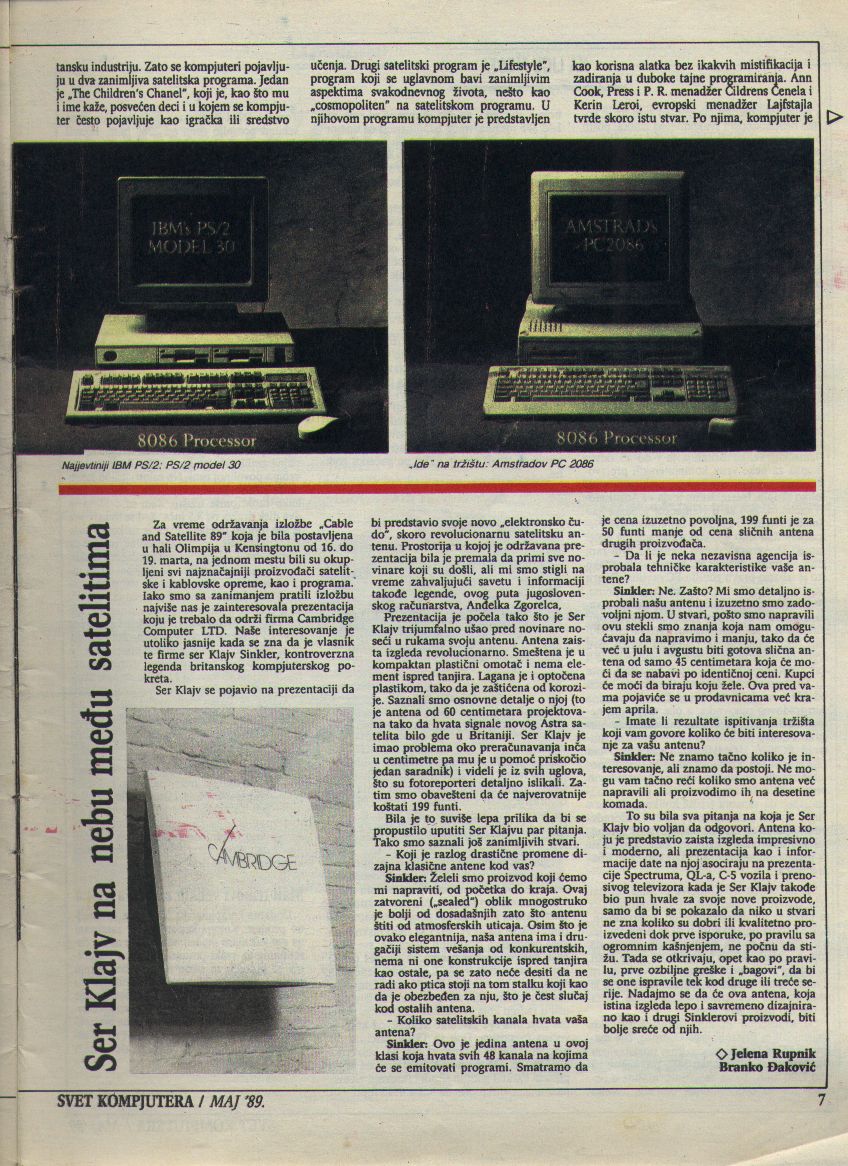 tansku industriju. Zato se kompjuteri pojavlju-
ju u dva zanimljiva satelitska programa. Jedan
je „The Children's Chanel", koji je, kao što mu
i ime kaže, posvećen deci i u kojem se kompju-
ter često pojavljuje kao igračka ili sredstvo
učenja. Drugi satelitski program je „Lifestyle",
program koji se uglavnom bavi zanimljivim
aspektima svakodnevnog života, nešto kao
„cosmopoliten" na satelitskom programu. U
njihovom programu kompjuter je predstavljen
kao korisna alatka bez ikakvih mistifikacija i
zadiranja u duboke tajne programiranja. Ann
Cook, Press i P. R. menadžer Čildrens Čenela i
Kerin Leroi, evropski menadžer Lajfstajla
tvrde skoro istu stvar. Po njima, kompjuter je
IBM's PS/2
MODEL 30
8086 Processor
AMSTRAD's
PC2086
8086 Processor
Najjevtiniji IBM PS/2: PS/2 model 30
„Ide" na tržištu: Amstradov PC 2086
Ser Klajv na nebu među satelitima
Za vreme održavanja izložbe „Cable
and Satellite 89" koja je bila postavljena
u hali Olimpija u Kensingtonu od 16. do
19. marta, na jednom mestu bili su okup-
ljeni svi najznačajniji proizvođači satelit-
ske i kablovske opreme, kao i programa.
Iako smo sa zanimanjem pratili izložbu
najviše nas je zainteresovala prezentacija
koju je trebalo da održi firma Cambridge
Computer LTD. Naše interesovanje je
utoliko jasnije kada se zna da je vlasnik
te firme ser Klajv Sinkler, kontroverzna
legenda britanskog kompjuterskog po-
kreta.
Ser Klajv se pojavio na prezentaciji da
CAMBRIDGE
bi predstavio svoje novo „elektronsko ču-
do", skoro revolucionarnu satelitsku an-
tenu. Prostorija u kojoj je održavana pre-
zentacija bila je premala da primi sve no-
vinare koji su došli, ali mi smo stigli na
vreme zahvaljujući savetu i informaciji
takođe legende, ovog puta jugosloven-
skog računarstva, Anđelka Zgorelca,
Prezentacija je počela tako što je Ser
Klajv trijumfalno ušao pred novinare no-
seći u rukama svoju antenu. Antena zais-
ta izgleda revolucionarno. Smeštena je u
kompaktan plastični omotač i nema ele-
ment ispred tanjira. Lagana je i optočena
plastikom, tako da je zaštićena od korozi-
je. Saznali smo osnovne detalje o njoj (to
je antena od 60 centimetara projektova-
na tako da hvata signale novog Astra sa-
telita bilo gde u Britaniji. Ser Klajv je
imao problema oko preračunavanja inča
u centimetre pa mu je u pomoć priskočio
jedan saradnik) i videli je iz svih uglova,
što su fotoreporteri detaljno islikali. Za-
tim smo obavešteni da će najverovatnije
koštati 199 funti.
Bila je to suviše lepa prilika da bi se
propustilo uputiti Ser Klajvu par pitanja.
Tako smo saznali još zanimljivih stvari.
– Koji je razlog drastične promene di-
zajna klasične antene kod vas?
Sinkler: Želeli smo proizvod koji ćemo
mi napraviti, od početka do kraja. Ovaj
zatvoreni („sealed") oblik mnogostruko
je bolji od dosadašnjih zato što antenu
štiti od atmosferskih uticaja. Osim što je
ovako elegantnija, naša antena ima i dru-
gačiji sistem vešanja od konkurentskih,
nema ni one konstrukcije ispred tanjira
kao ostale, pa se zato neće desiti da ne
radi ako ptica stoji na tom stalku koji kao
da je obezbeđen za nju, što je čest slučaj
kod ostalih antena.
– Koliko satelitskih kanala hvata vaša
antena?
Sinkler: Ovo je jedina antena u ovoj
klasi koja hvata svih 48 kanala na kojima
će se emitovati programi. Smatramo da
je cena izuzetno povoljna, 199 funti je za
50 funti manje od cena sličnih antena
drugih proizvođača.
– Da li je neka nezavisna agencija is-
probala tehničke karakteristike vaše an-
tene?
Sinkler: Ne. Zašto? Mi smo detaljno is-
probali našu antenu i izuzetno smo zado-
voljni njom. U stvari, pošto smo napravili
ovu stekli smo znanja koja nam omogu-
ćavaju da napravimo i manju, tako da će
već u julu i avgustu biti gotova slična an-
tena od samo 45 centimetara koja će mo-
ći da se nabavi po identičnoj ceni. Kupci
će moći da biraju koju žele. Ova pred va-
ma pojaviće se u prodavnicama već kra-
jem aprila.
– Imate li rezultate ispitivanja tržišta
koji vam govore koliko će biti interesova-
nje za vašu antenu?
Sinkler: Ne znamo tačno koliko je in-
teresovanje, ali znamo da postoji. Ne mo-
gu vam tačno reći koliko smo antena već
napravili ali proizvodimo ih na desetine
komada.
To su bila sva pitanja na koja je Ser
Klajv bio voljan da odgovori. Antena ko-
ju je predstavio zaista izgleda impresivno
i moderno, ali prezentacija kao i infor-
macije date na njoj asociraju na prezenta-
cije Spectruma, QL-a, C-5 vozila i preno-
sivog televizora kada je Ser Klajv takođe
bio pun hvale za svoje nove proizvode,
samo da bi se pokazalo da niko u stvari
ne zna koliko su dobri ili kvalitetno pro-
izvedeni dok prve isporuke, po pravilu sa
ogromnim kašnjenjem, ne počnu da sti-
žu. Tada se otkrivaju, opet kao po pravi-
lu, prve ozbiljne greške i „bagovi", da bi
se one ispravile tek kod druge ili treće se-
rije. Nadajmo se da će ova antena, koja
istina izgleda lepo i savremeno dizajnira-
no kao i drugi Sinklerovi proizvodi, biti
bolje sreće od njih.
◇ Jelena Rupnik
Branko Đaković
SVET KOMPJUTERA / MAJ '89.
7